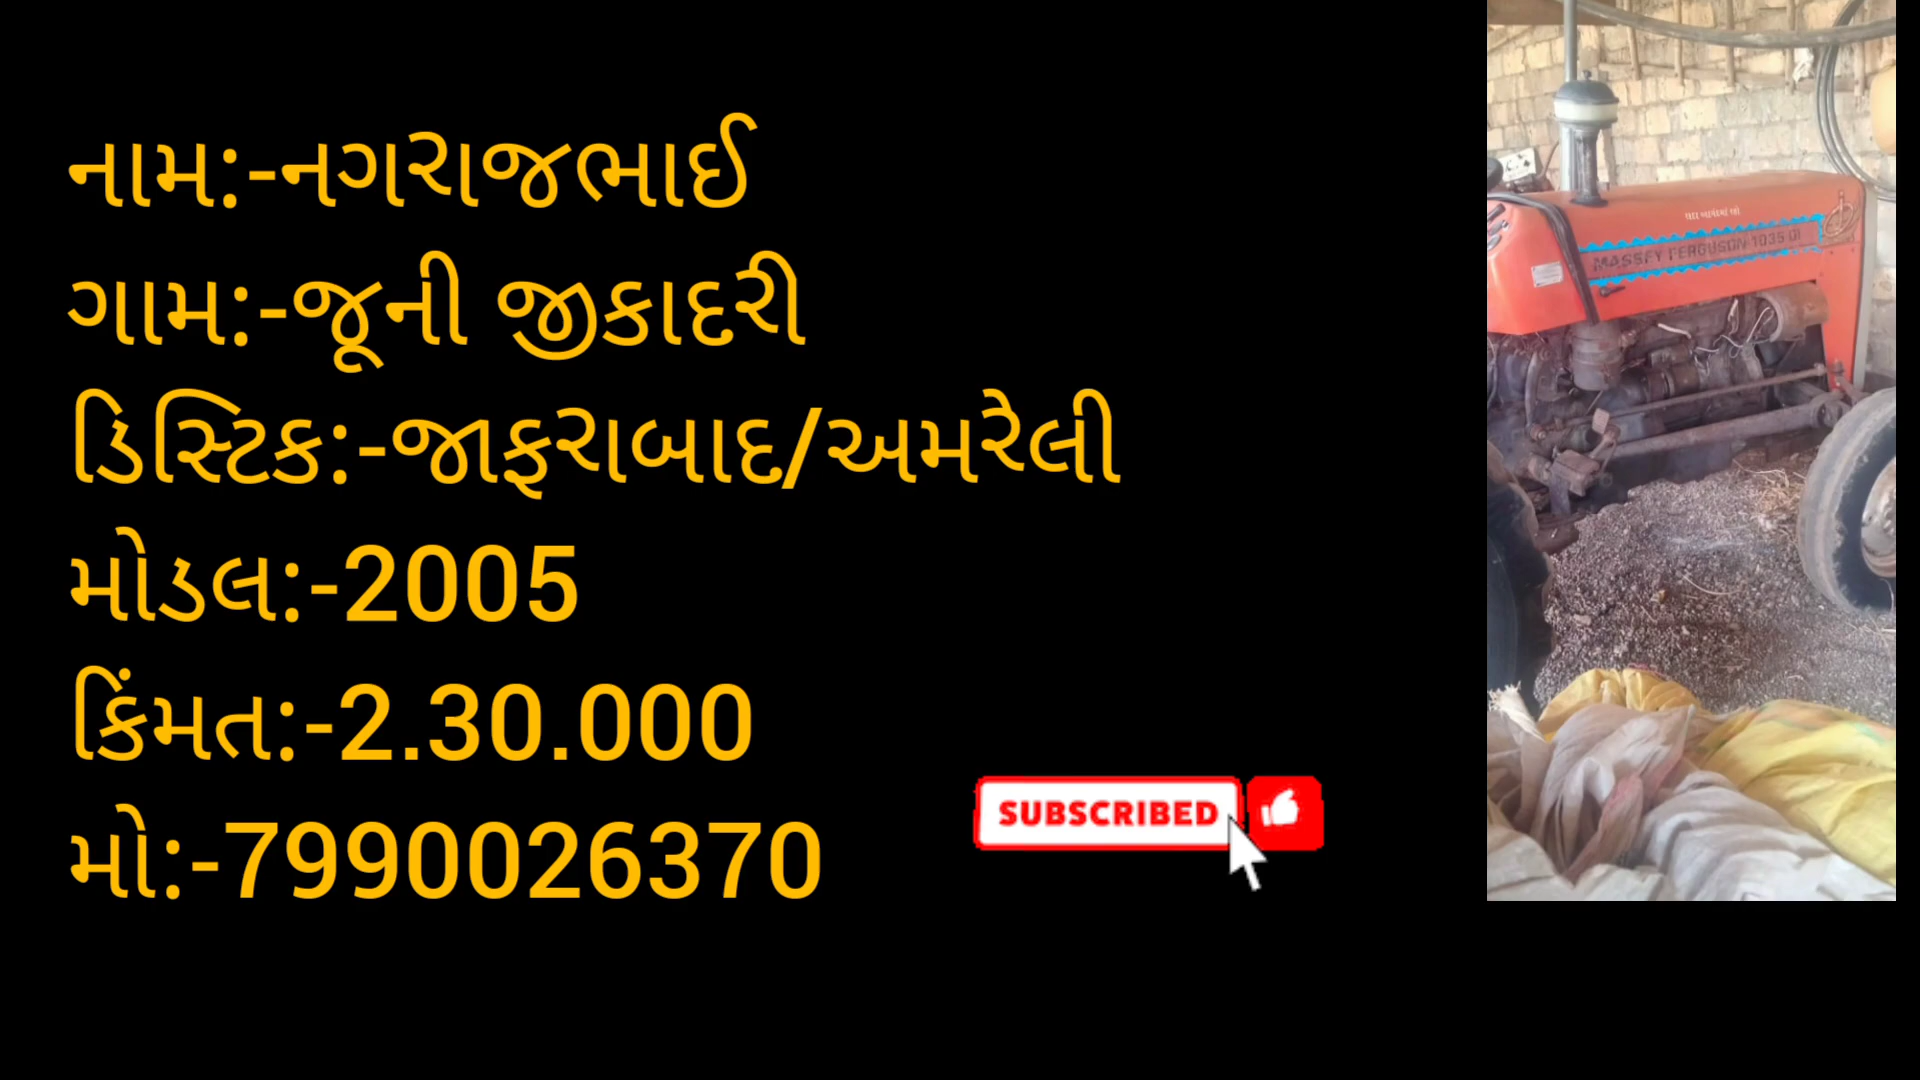 નામ:-નગરાજભાઈ
ગામ:-જૂની જીકાદરી
ડિસ્ટિક:-જાફરાબાદ/અમરેલી
મોડલ:-2005
કિંમત:-2.30.000
મો:-7990026370
SUBSCRIBED
MASSEY FERGUSON 1035 DI